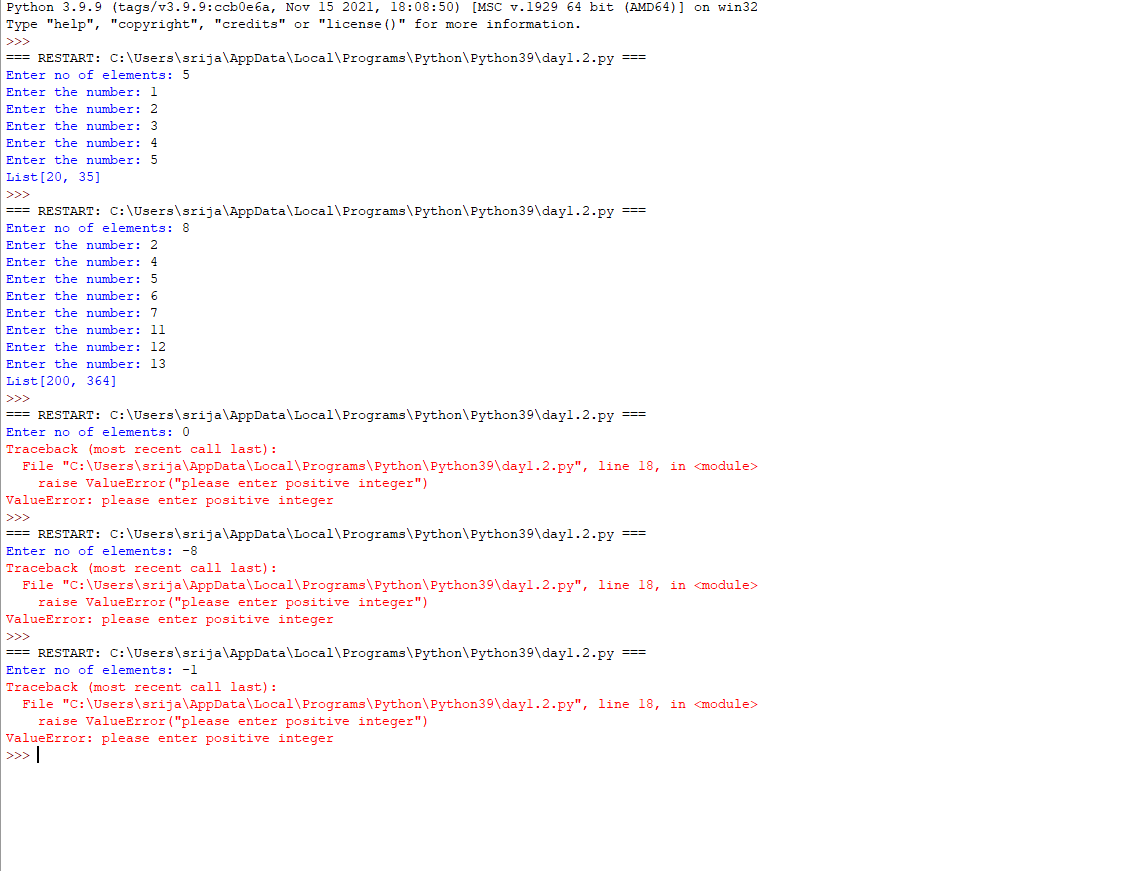 Python 3.9.9 (tags/v3.9.9:ccb0e6a, Nov 15 2021, 18:08:50) [MSC v.1929 64 bit (AMD64)] on win32
Type "help", "copyright", "credits" or "license()" for more information.
>>>
=== RESTART: C:\Users\srija\AppData\Local\Programs\Python\Python39\day1.2.py ===
Enter no of elements: 5
Enter the number: 1
Enter the number: 2
Enter the number: 3
Enter the number: 4
Enter the number: 5
List[20, 35]
>>>
=== RESTART: C:\Users\srija\AppData\Local\Programs\Python\Python39\day1.2.py ===
Enter no of elements: 8
Enter the number: 2
Enter the number: 4
Enter the number: 5
Enter the number: 6
Enter the number: 7
Enter the number: 11
Enter the number: 12
Enter the number: 13
List[200, 364]
>>>
=== RESTART: C:\Users\srija\AppData\Local\Programs\Python\Python39\day1.2.py ===
Enter no of elements: 0
Traceback (most recent call last):
  File "C:\Users\srija\AppData\Local\Programs\Python\Python39\day1.2.py", line 18, in <module>
    raise ValueError("please enter positive integer")
ValueError: please enter positive integer
>>>
=== RESTART: C:\Users\srija\AppData\Local\Programs\Python\Python39\day1.2.py ===
Enter no of elements: -8
Traceback (most recent call last):
  File "C:\Users\srija\AppData\Local\Programs\Python\Python39\day1.2.py", line 18, in <module>
    raise ValueError("please enter positive integer")
ValueError: please enter positive integer
>>>
=== RESTART: C:\Users\srija\AppData\Local\Programs\Python\Python39\day1.2.py ===
Enter no of elements: -1
Traceback (most recent call last):
  File "C:\Users\srija\AppData\Local\Programs\Python\Python39\day1.2.py", line 18, in <module>
    raise ValueError("please enter positive integer")
ValueError: please enter positive integer
>>>